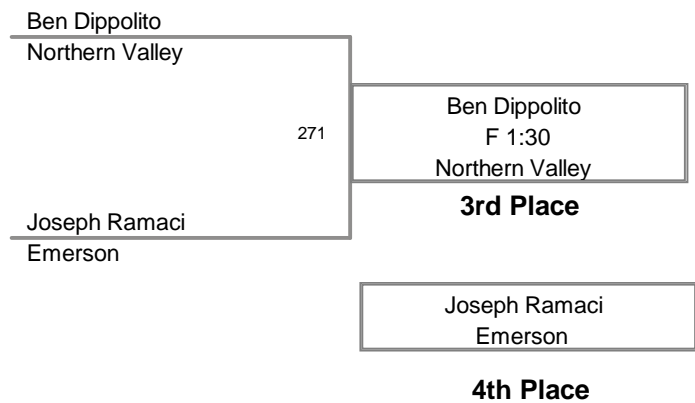 Ben Dippolito
Northern Valley
271
Ben Dippolito
F 1:30
Northern Valley
3rd Place
Joseph Ramaci
Emerson
Joseph Ramaci
Emerson
4th Place